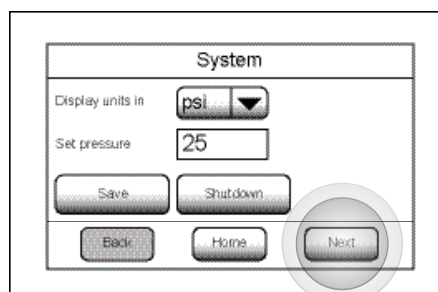 System
Display units in psi
Set pressure 25
Save Shutdown
Back Home Next